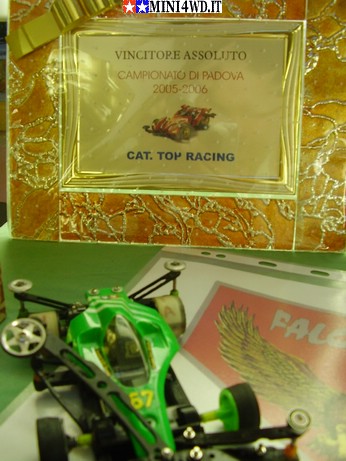 MINI4WD.IT
VINCITORE ASSOLUTO
CAMPIONATO DI PADOVA
2005-2006
CAT. TOP RACING
FALC
57